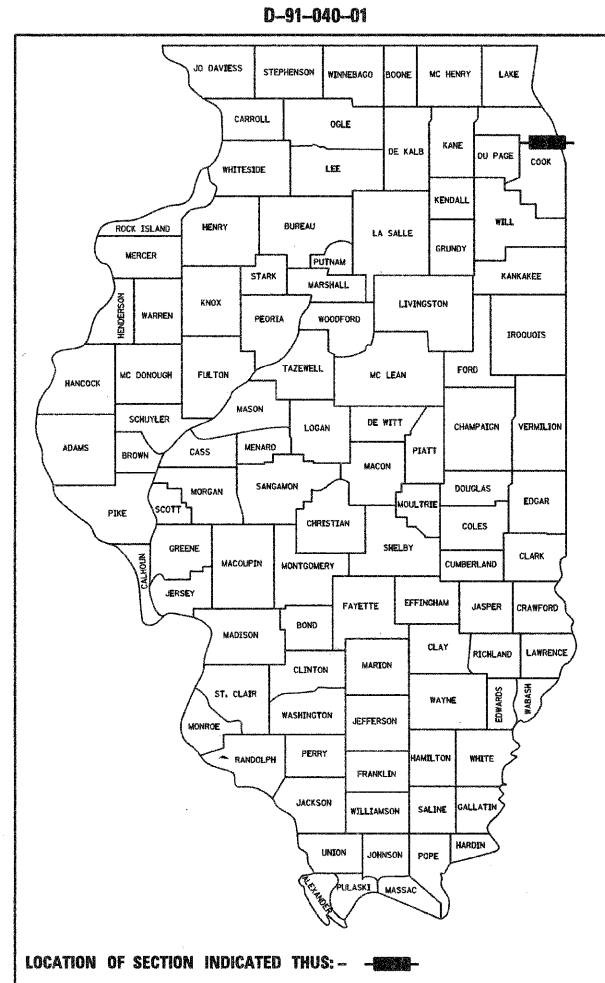 D-91-040-01
JO DAVIESS
STEPHENSON
WINNEBAGO
BOONE
MC HENRY
LAKE
CARROLL
OGLE
DE KALB
KANE
DU PAGE
COOK
WHITESIDE
LEE
KENDALL
WILL
ROCK ISLAND
HENRY
BUREAU
LA SALLE
GRUNDY
MERCER
PUTNAM
STARK
MARSHALL
KANKAKEE
HENDERSON
WARREN
KNOX
PEORIA
WOODFORD
LIVINGSTON
IROQUOIS
TAZEWELL
MC LEAN
FORD
HANCOCK
MC DONOUGH
FULTON
MASON
LOGAN
DE WITT
CHAMPAIGN
VERMILION
SCHUYLER
PIATT
ADAMS
BROWN
CASS
MENARD
MACON
MORGAN
SANGAMON
DOUGLAS
EDGAR
PIKE
SCOTT
CHRISTIAN
MOULTRIE
COLES
GREENE
MACOUPIN
MONTGOMERY
SHELBY
CUMBERLAND
CLARK
CALHOUN
JERSEY
FAYETTE
EFFINGHAM
JASPER
CRAWFORD
MADISON
BOND
CLAY
RICHLAND
LAWRENCE
CLINTON
MARION
ST. CLAIR
WAYNE
EDWARDS
WABASH
WASHINGTON
JEFFERSON
MONROE
RANDOLPH
PERRY
HAMILTON
WHITE
FRANKLIN
JACKSON
WILLIAMSON
SALINE
GALLATIN
UNION
JOHNSON
POPE
HARDIN
ALEXANDER
PULASKI
MASSAC
LOCATION OF SECTION INDICATED THUS: -